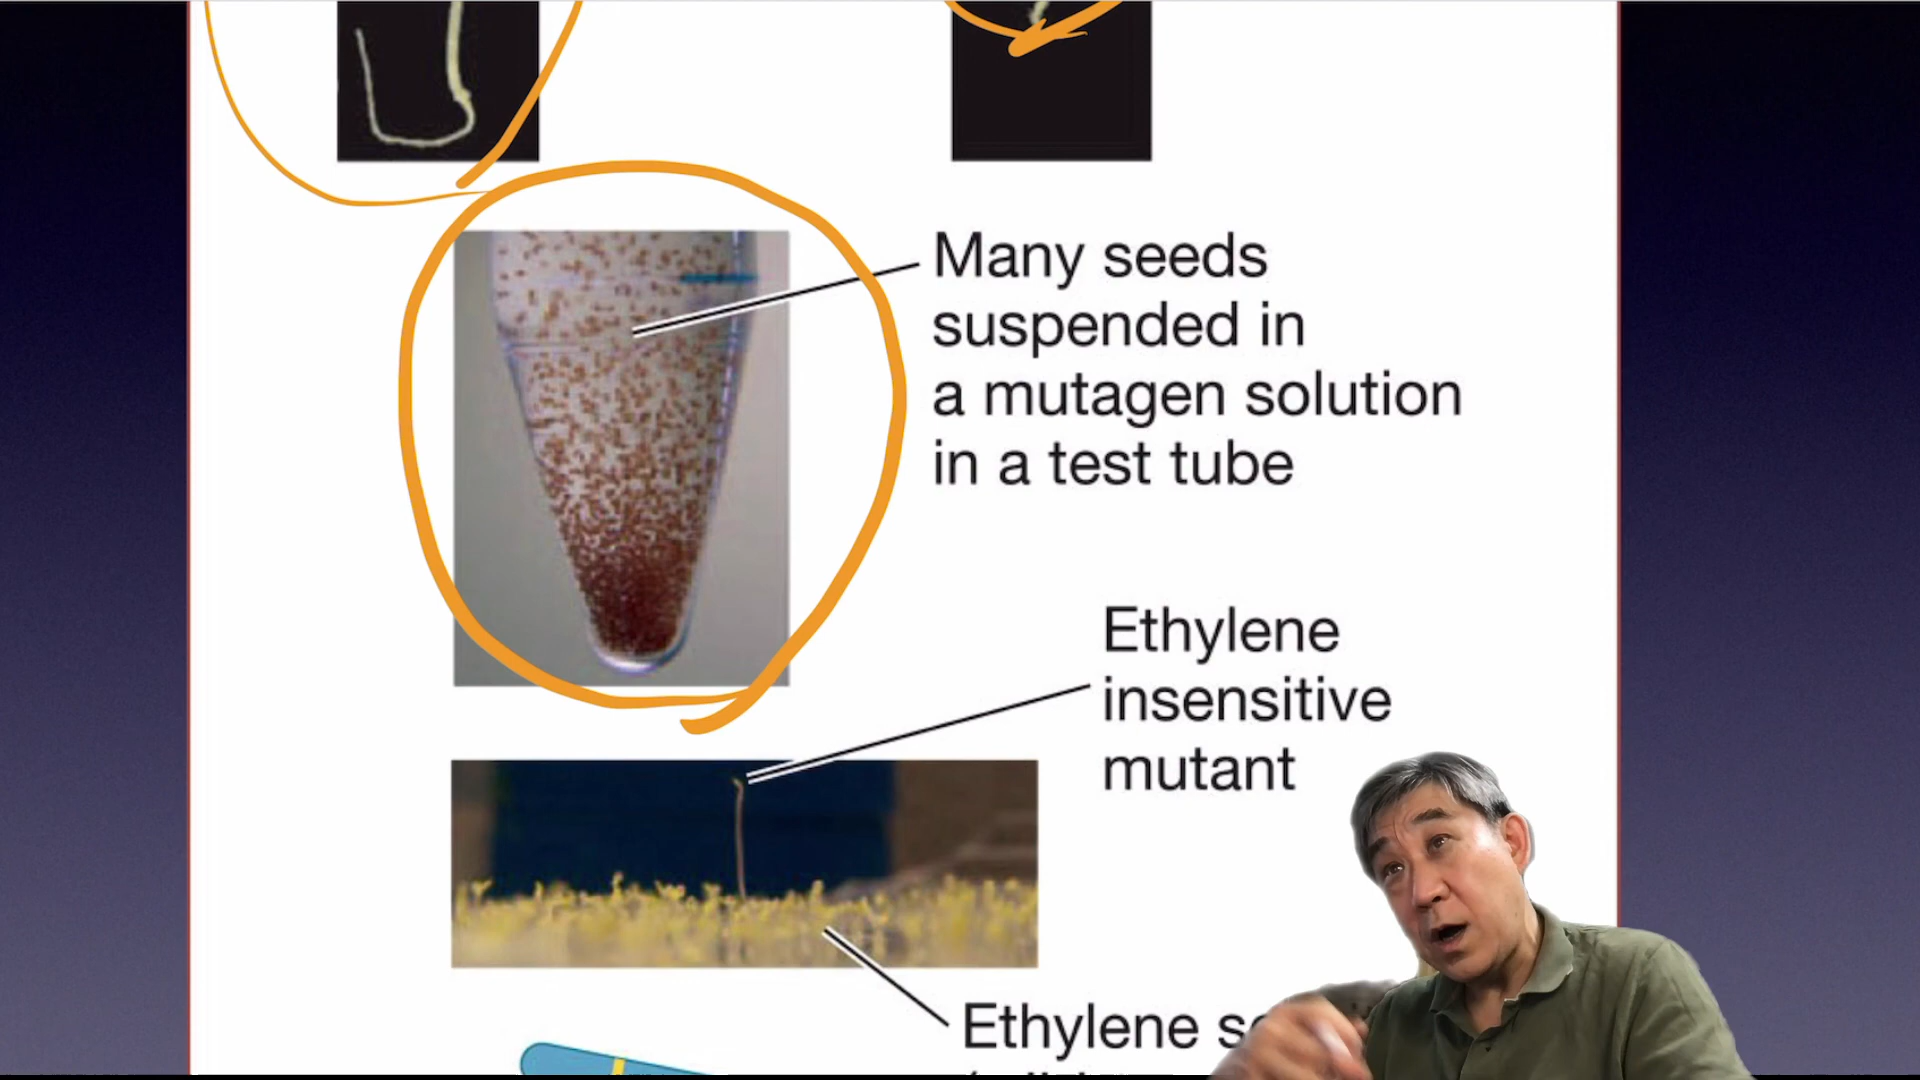 Many seeds
suspended in
a mutagen solution
in a test tube
Ethylene
insensitive
mutant
Ethylene